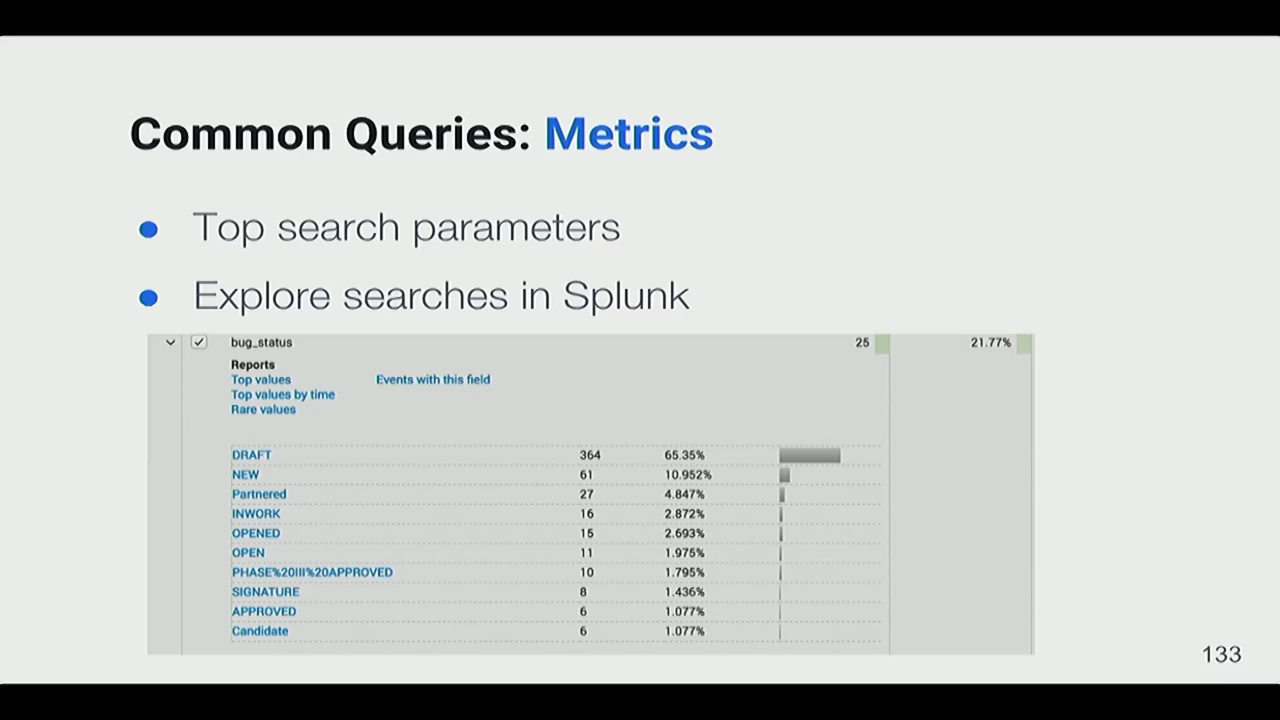 Common Queries: Metrics
Top search parameters
Explore searches in Splunk
bug_status 25 21.77%
Reports
Top values Events with this field
Top values by time
Rare values
DRAFT 364 65.35%
NEW 61 10.952%
Partnered 27 4.847%
INWORK 16 2.872%
OPENED 15 2.693%
OPEN 11 1.975%
PHASE%20III%20APPROVED 10 1.795%
SIGNATURE 8 1.436%
APPROVED 6 1.077%
Candidate 6 1.077%
133